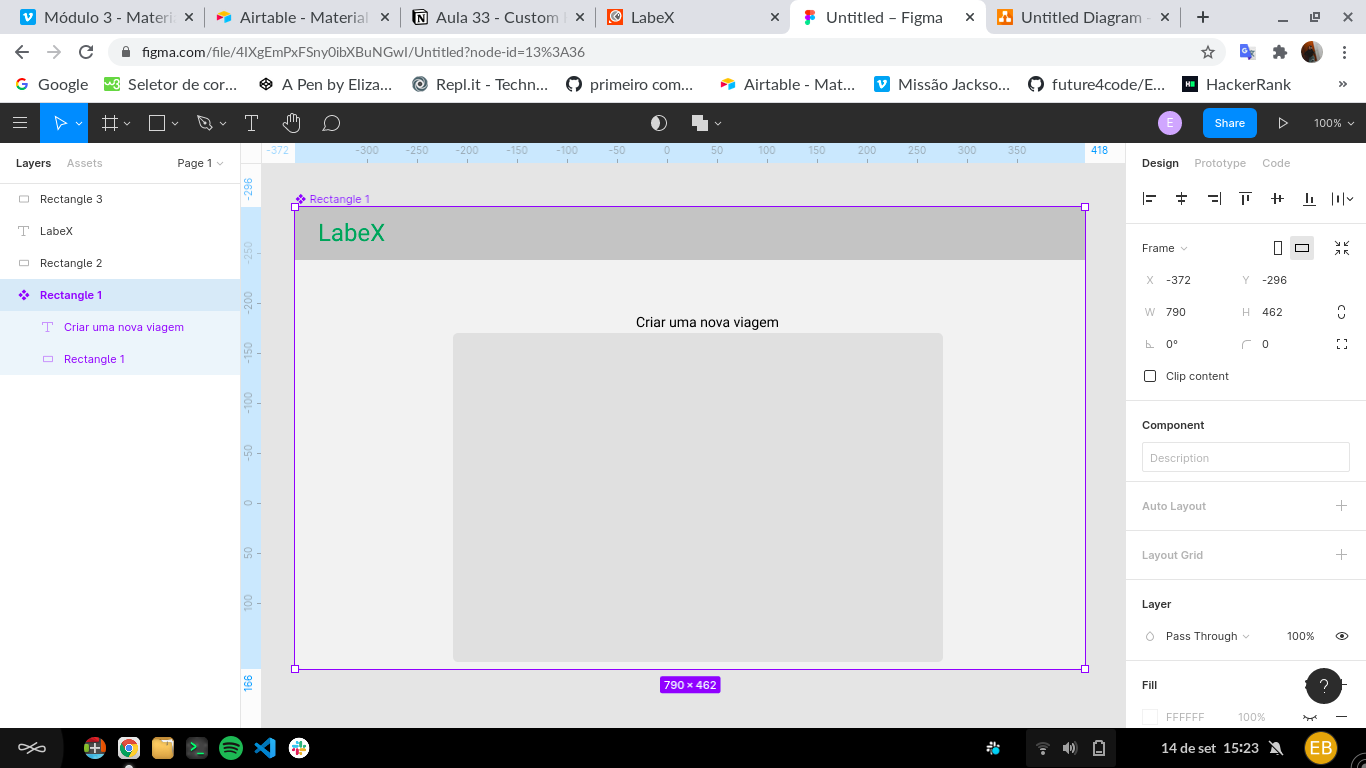 Módulo 3 - Materi
Airtable - Material
Aula 33 - Custom
LabeX
Untitled – Figma
Untitled Diagram -
figma.com/file/4IXgEmPxFSny0ibXBuNGwI/Untitled?node-id=13%3A36
Google
Seletor de cor...
A Pen by Eliza...
Repl.it - Techn...
primeiro com...
Airtable - Mat...
Missão Jackso...
future4code/E...
HackerRank
»
E
Share
100%
Layers
Assets
Page 1
Rectangle 3
LabeX
Rectangle 2
Rectangle 1
Criar uma nova viagem
Rectangle 1
-372 -300 -250 -200 -150 -100 -50 0 50 100 150 200 250 300 350 418
-296
-250
-200
-150
-100
-50
0
50
100
166
Rectangle 1
LabeX
Criar uma nova viagem
790 × 462
Design
Prototype
Code
Frame
X -372 Y -296
W 790 H 462
0° 0
Clip content
Component
Description
Auto Layout
Layout Grid
Layer
Pass Through 100%
Fill
?
FFFFFF 100%
14 de set 15:23
EB